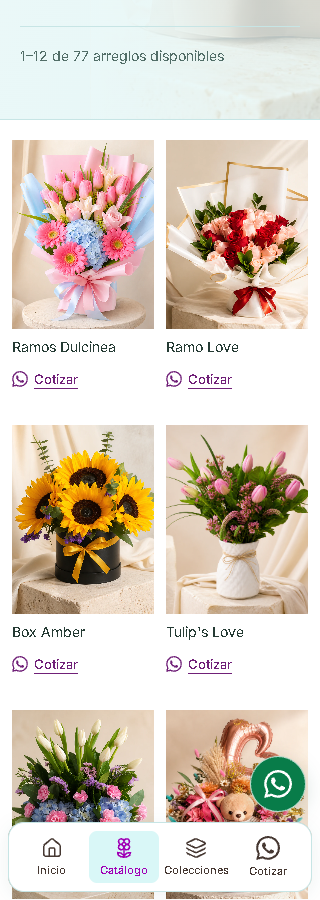 1–12 de 77 arreglos disponibles
Ramos Dulcinea
Ramo Love
Cotizar
Cotizar
Box Amber
Tulip's Love
Cotizar
Cotizar
Inicio
Catálogo
Colecciones
Cotizar